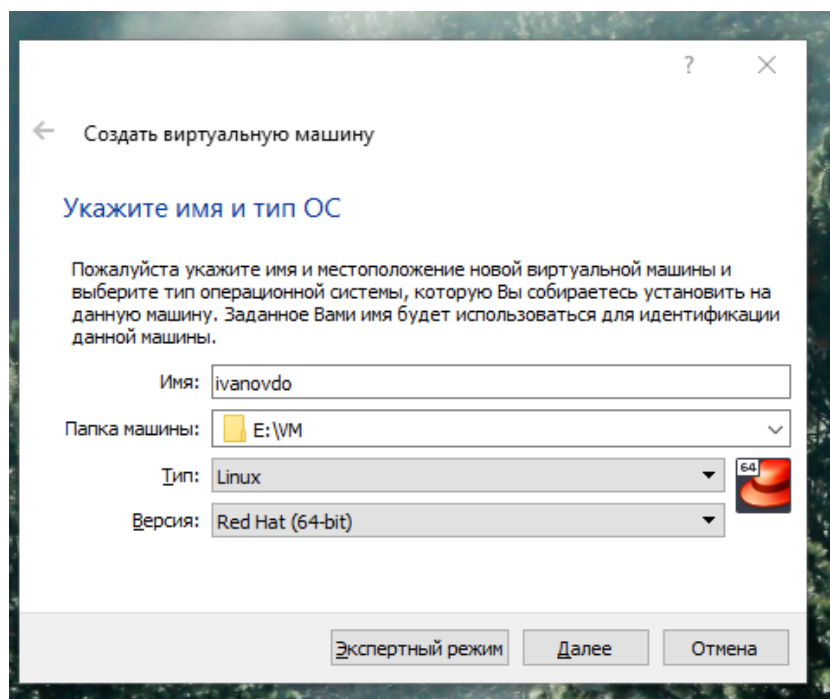 ?
Создать виртуальную машину
Укажите имя и тип ОС
Пожалуйста укажите имя и местоположение новой виртуальной машины и
выберите тип операционной системы, которую Вы собираетесь установить на
данную машину. Заданное Вами имя будет использоваться для идентификации
данной машины.
Имя: ivanovdo
Папка машины: E:\VM
Тип: Linux
64
Версия: Red Hat (64-bit)
Экспертный режим Далее Отмена